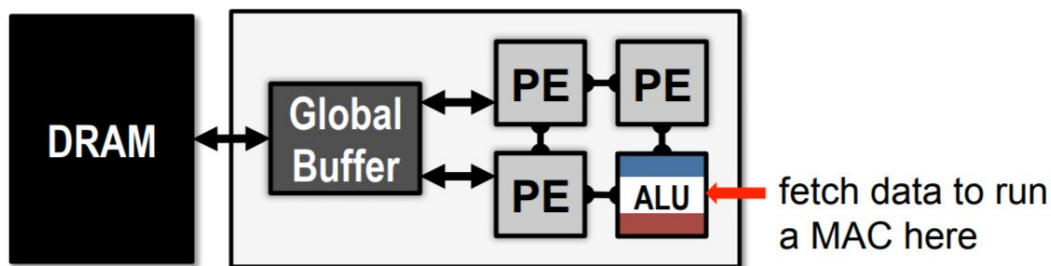 DRAM
Global
Buffer
PE
PE
PE
ALU
fetch data to run
a MAC here